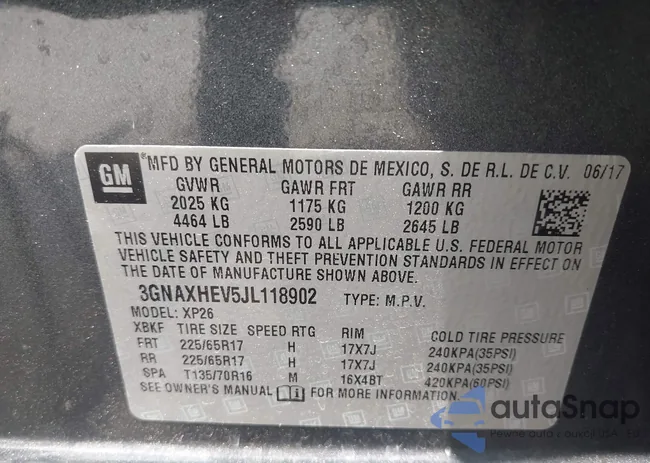 GM
*MFD BY GENERAL MOTORS DE MEXICO, S. DE R.L. DE C.V. 06/17
GVWR GAWR FRT GAWR RR
2025 KG 1175 KG 1200 KG
4464 LB 2590 LB 2645 LB
THIS VEHICLE CONFORMS TO ALL APPLICABLE U.S. FEDERAL MOTOR
VEHICLE SAFETY AND THEFT PREVENTION STANDARDS IN EFFECT ON
THE DATE OF MANUFACTURE SHOWN ABOVE.
3GNAXHEV5JL118902 TYPE: M.P.V.
MODEL: XP26
XBKF TIRE SIZE SPEED RTG RIM COLD TIRE PRESSURE
FRT 225/65R17 H 17X7J 240KPA(35PSI)
RR 225/65R17 H 17X7J 240KPA(35PSI)
SPA T135/70R16 M 16X4BT 420KPA(60PSI)
SEE OWNER'S MANUAL FOR MORE INFORMATION.
autoSnap
Pewne auto z aukcji USA